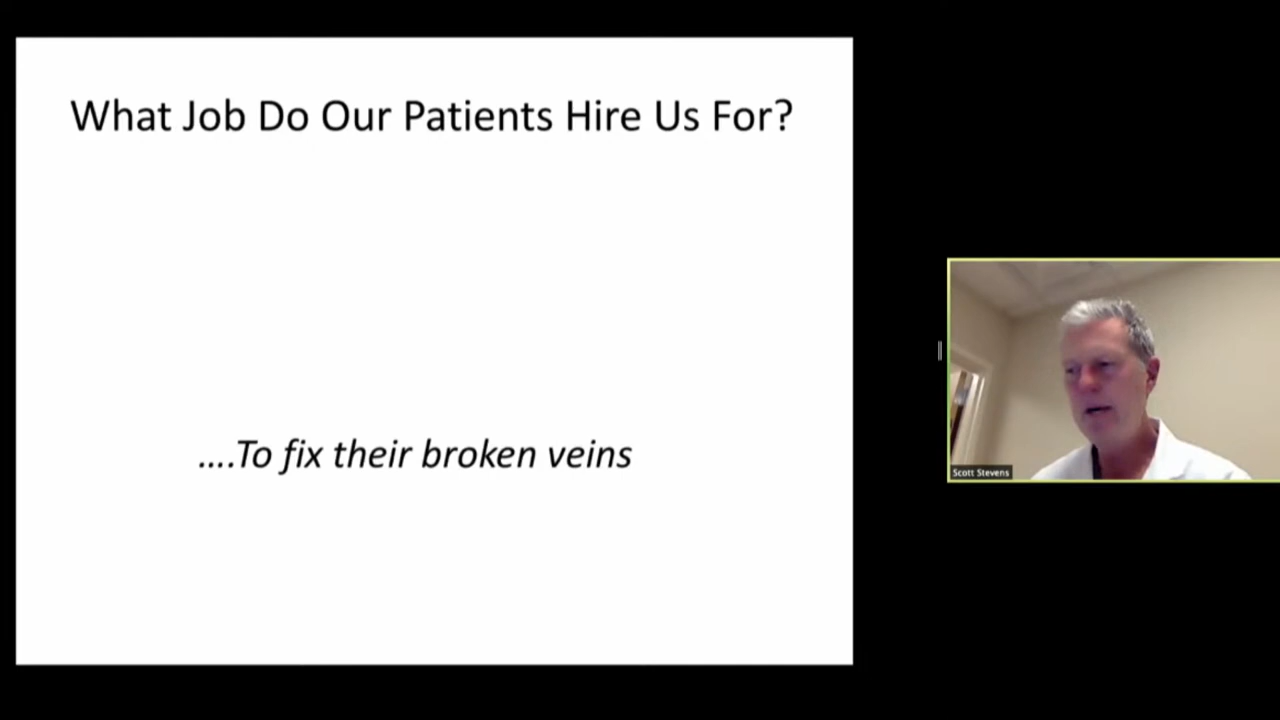 What Job Do Our Patients Hire Us For?
....To fix their broken veins
Scott Stevens